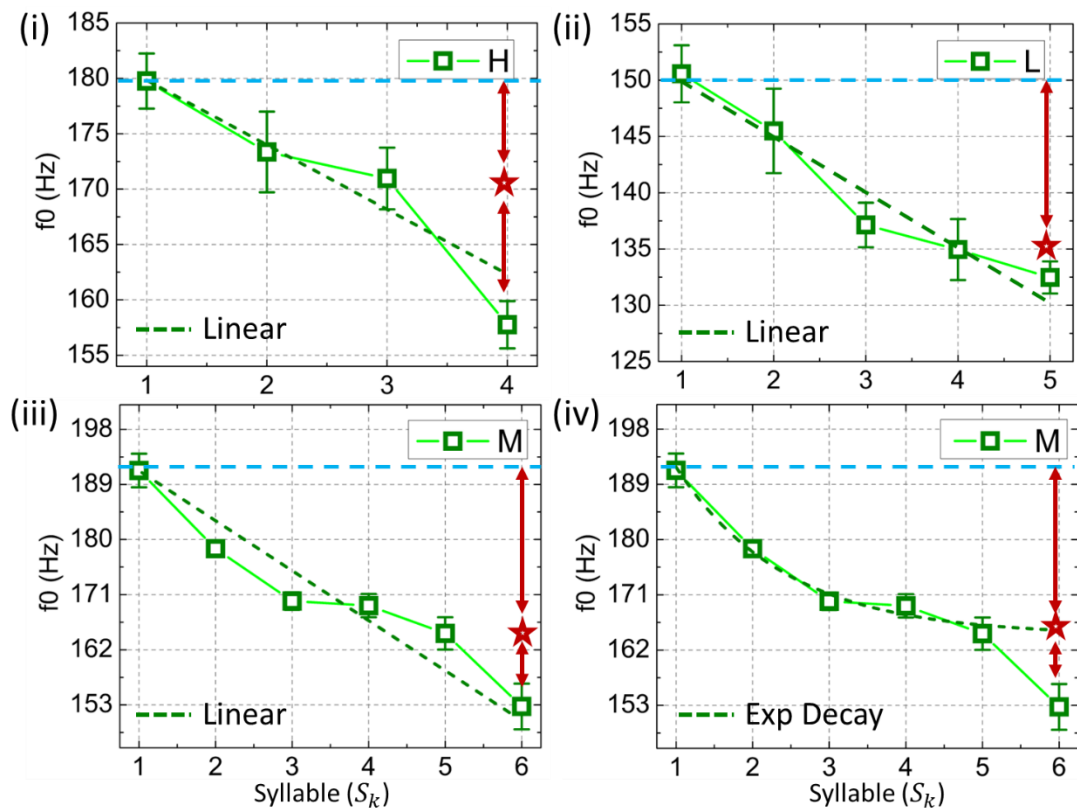 (i)
H
f0 (Hz)
185
180
175
170
165
160
155
Linear
1 2 3 4
(ii)
L
f0 (Hz)
155
150
145
140
135
130
125
Linear
1 2 3 4 5
(iii)
M
f0 (Hz)
198
189
180
171
162
153
Linear
1 2 3 4 5 6
Syllable (S_k)
(iv)
M
f0 (Hz)
198
189
180
171
162
153
Exp Decay
1 2 3 4 5 6
Syllable (S_k)